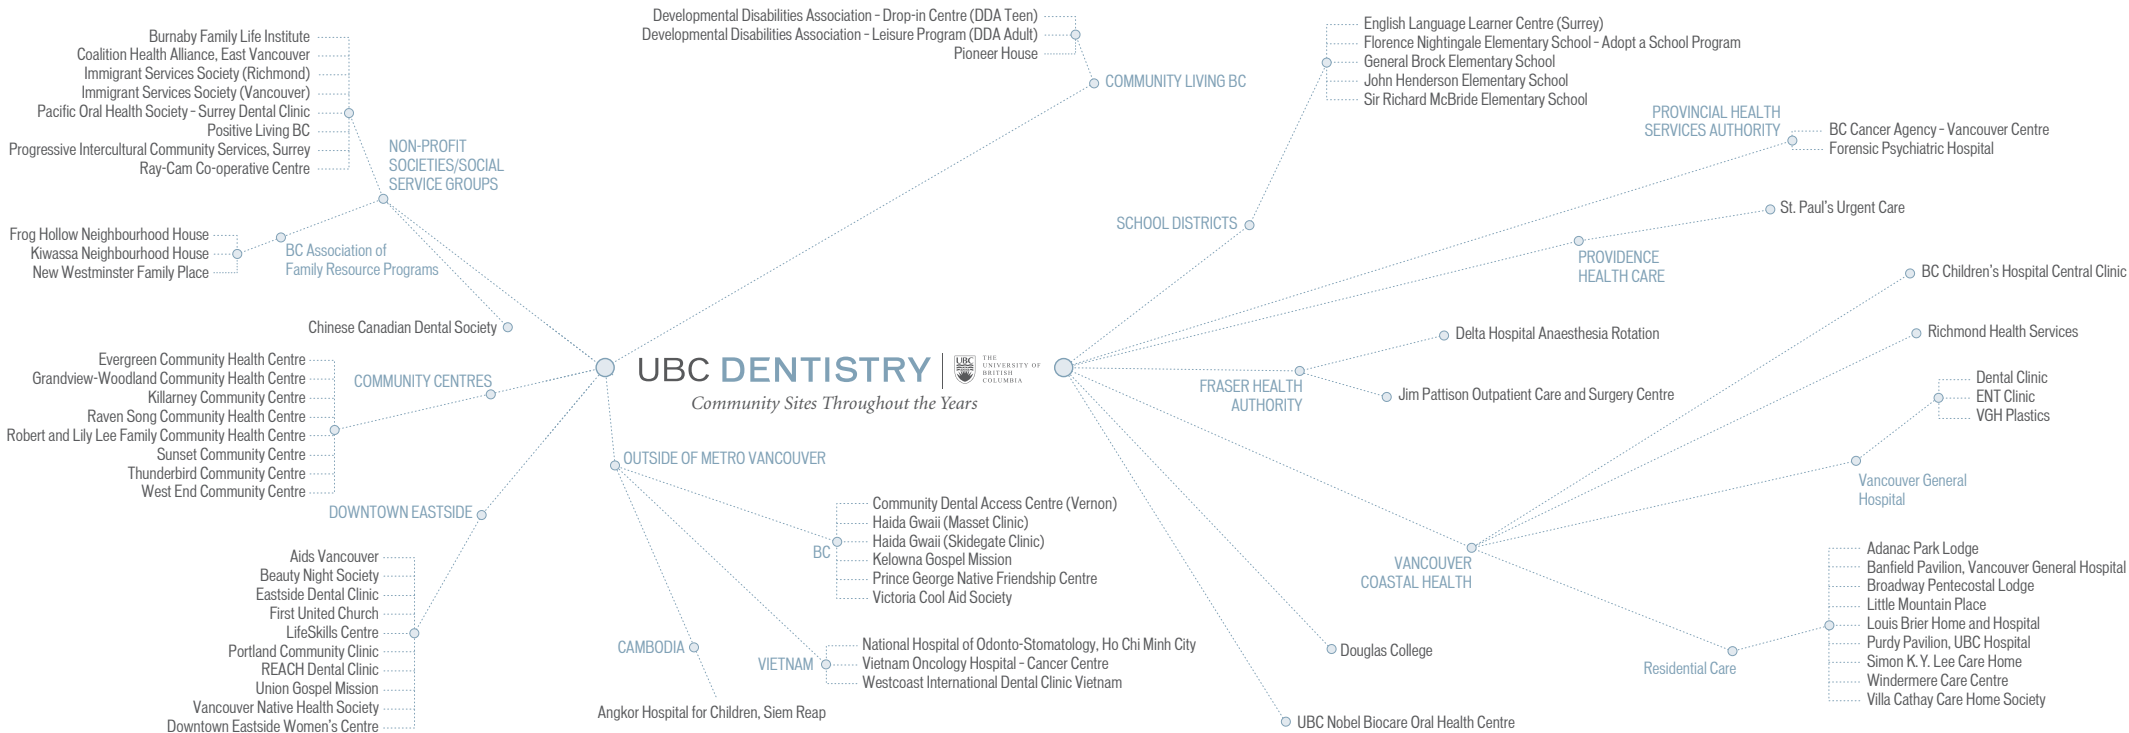 Burnaby Family Life Institute
Coalition Health Alliance, East Vancouver
Immigrant Services Society (Richmond)
Immigrant Services Society (Vancouver)
Pacific Oral Health Society - Surrey Dental Clinic
Positive Living BC
Progressive Intercultural Community Services, Surrey
Ray-Cam Co-operative Centre
NON-PROFIT
SOCIETIES/SOCIAL
SERVICE GROUPS
Frog Hollow Neighbourhood House
Kiwassa Neighbourhood House
New Westminster Family Place
BC Association of
Family Resource Programs
Chinese Canadian Dental Society
Evergreen Community Health Centre
Grandview-Woodland Community Health Centre
Killarney Community Centre
Raven Song Community Health Centre
Robert and Lily Lee Family Community Health Centre
Sunset Community Centre
Thunderbird Community Centre
West End Community Centre
COMMUNITY CENTRES
DOWNTOWN EASTSIDE
Aids Vancouver
Beauty Night Society
Eastside Dental Clinic
First United Church
LifeSkills Centre
Portland Community Clinic
REACH Dental Clinic
Union Gospel Mission
Vancouver Native Health Society
Downtown Eastside Women's Centre
Developmental Disabilities Association - Drop-in Centre (DDA Teen)
Developmental Disabilities Association - Leisure Program (DDA Adult)
Pioneer House
COMMUNITY LIVING BC
UBC DENTISTRY
UBC
THE
UNIVERSITY OF
BRITISH
COLUMBIA
Community Sites Throughout the Years
OUTSIDE OF METRO VANCOUVER
BC
Community Dental Access Centre (Vernon)
Haida Gwaii (Masset Clinic)
Haida Gwaii (Skidegate Clinic)
Kelowna Gospel Mission
Prince George Native Friendship Centre
Victoria Cool Aid Society
CAMBODIA
Angkor Hospital for Children, Siem Reap
VIETNAM
National Hospital of Odonto-Stomatology, Ho Chi Minh City
Vietnam Oncology Hospital - Cancer Centre
Westcoast International Dental Clinic Vietnam
English Language Learner Centre (Surrey)
Florence Nightingale Elementary School - Adopt a School Program
General Brock Elementary School
John Henderson Elementary School
Sir Richard McBride Elementary School
SCHOOL DISTRICTS
PROVINCIAL HEALTH
SERVICES AUTHORITY
BC Cancer Agency - Vancouver Centre
Forensic Psychiatric Hospital
St. Paul's Urgent Care
PROVIDENCE
HEALTH CARE
Delta Hospital Anaesthesia Rotation
FRASER HEALTH
AUTHORITY
Jim Pattison Outpatient Care and Surgery Centre
BC Children's Hospital Central Clinic
Richmond Health Services
Dental Clinic
ENT Clinic
VGH Plastics
Vancouver General
Hospital
VANCOUVER
COASTAL HEALTH
Residential Care
Adanac Park Lodge
Banfield Pavilion, Vancouver General Hospital
Broadway Pentecostal Lodge
Little Mountain Place
Louis Brier Home and Hospital
Purdy Pavilion, UBC Hospital
Simon K.Y. Lee Care Home
Windermere Care Centre
Villa Cathay Care Home Society
Douglas College
UBC Nobel Biocare Oral Health Centre